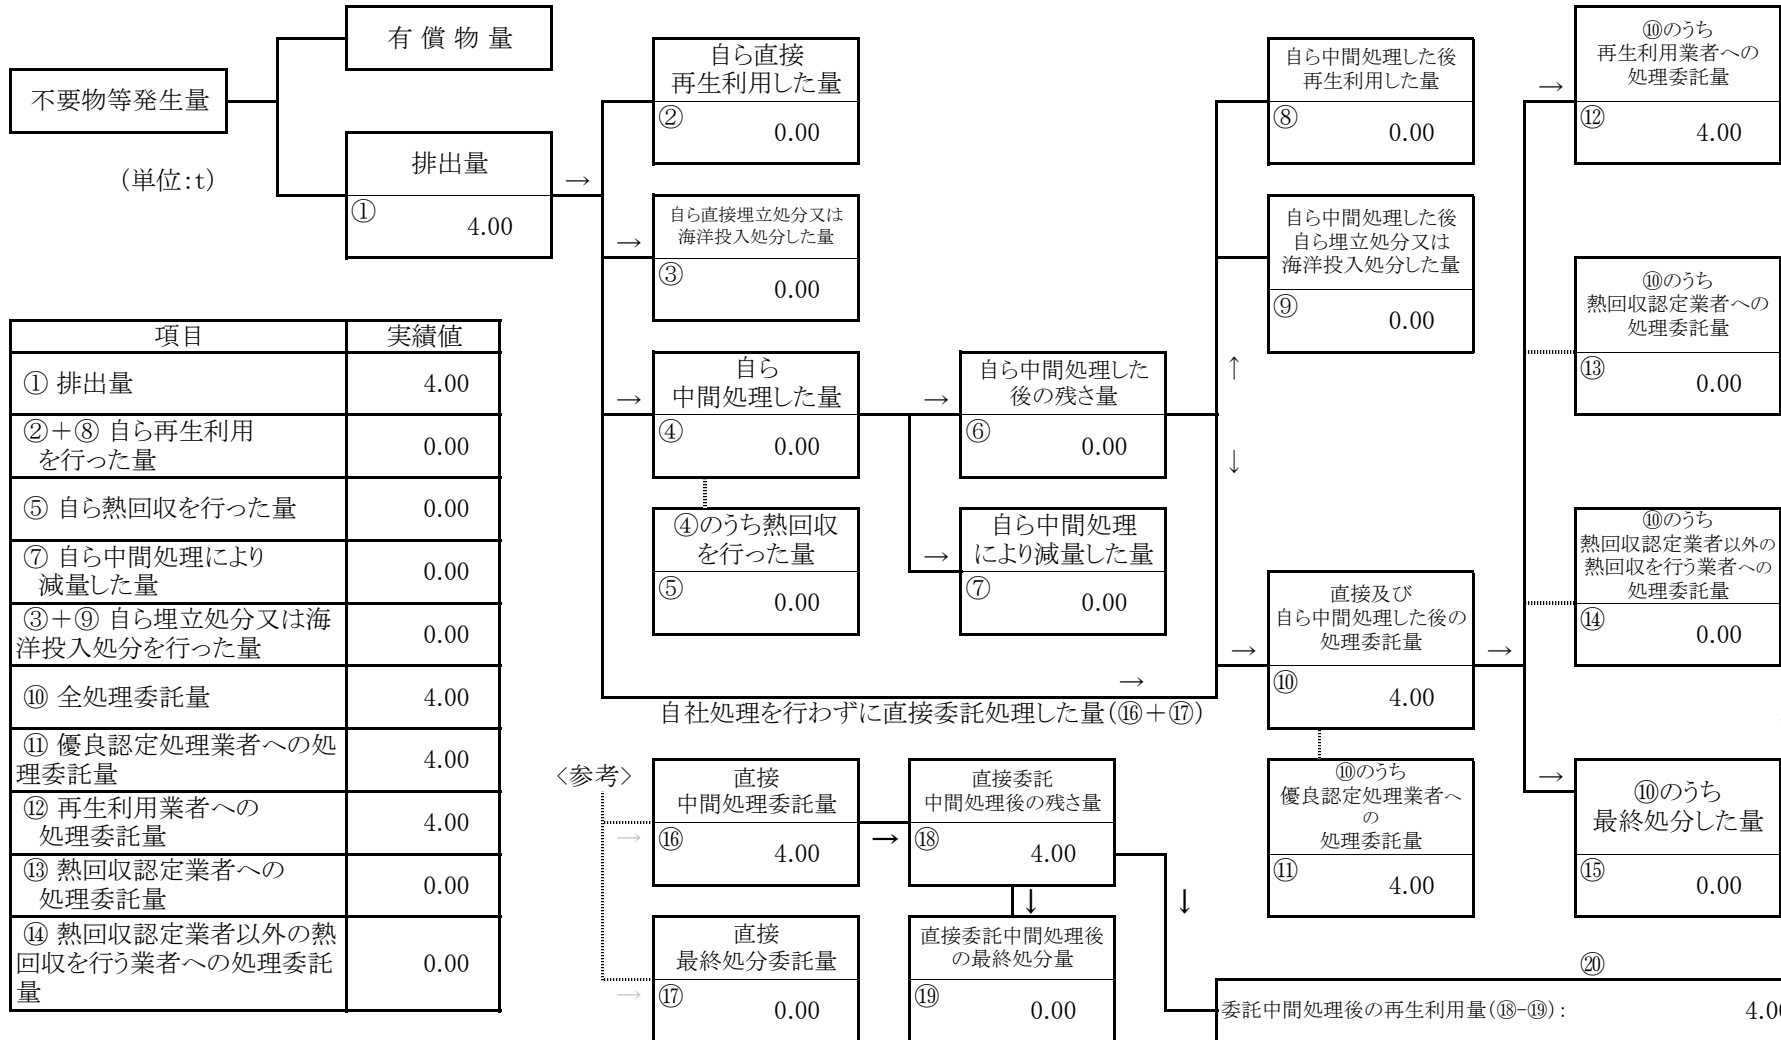 有 償 物 量
不要物等発生量
(単位:t)
排出量
→
①
4.00
自ら直接
再生利用した量
②
0.00
→
自ら直接埋立処分又は
海洋投入処分した量
③
0.00
→
自ら
中間処理した量
④
0.00
④のうち熱回収
を行った量
⑤
0.00
→
自ら中間処理した
後の残さ量
⑥
0.00
→
自ら中間処理
により減量した量
⑦
0.00
↑
↓
自ら中間処理した後
再生利用した量
⑧
0.00
自ら中間処理した後
自ら埋立処分又は
海洋投入処分した量
⑨
0.00
→
自社処理を行わずに直接委託処理した量(⑯+⑰)
→
直接及び
自ら中間処理した後の
処理委託量
⑩
4.00
⑩のうち
優良認定処理業者へ
の
処理委託量
⑪
4.00
→
→
⑩のうち
再生利用業者への
処理委託量
⑫
4.00
⑩のうち
熱回収認定業者への
処理委託量
⑬
0.00
⑩のうち
熱回収認定業者以外の
熱回収を行う業者への
処理委託量
⑭
0.00
→
⑩のうち
最終処分した量
⑮
0.00
項目 実績値
① 排出量 4.00
②+⑧ 自ら再生利用
を行った量 0.00
⑤ 自ら熱回収を行った量 0.00
⑦ 自ら中間処理により
減量した量 0.00
③+⑨ 自ら埋立処分又は海
洋投入処分を行った量 0.00
⑩ 全処理委託量 4.00
⑪ 優良認定処理業者への処
理委託量 4.00
⑫ 再生利用業者への
処理委託量 4.00
⑬ 熱回収認定業者への
処理委託量 0.00
⑭ 熱回収認定業者以外の熱
回収を行う業者への処理委託
量 0.00
〈参考〉
→
直接
中間処理委託量
⑯
4.00
→
直接委託
中間処理後の残さ量
⑱
4.00
↓
↓
→
直接
最終処分委託量
⑰
0.00
直接委託中間処理後
の最終処分量
⑲
0.00
⑳
委託中間処理後の再生利用量(⑱-⑲): 4.00